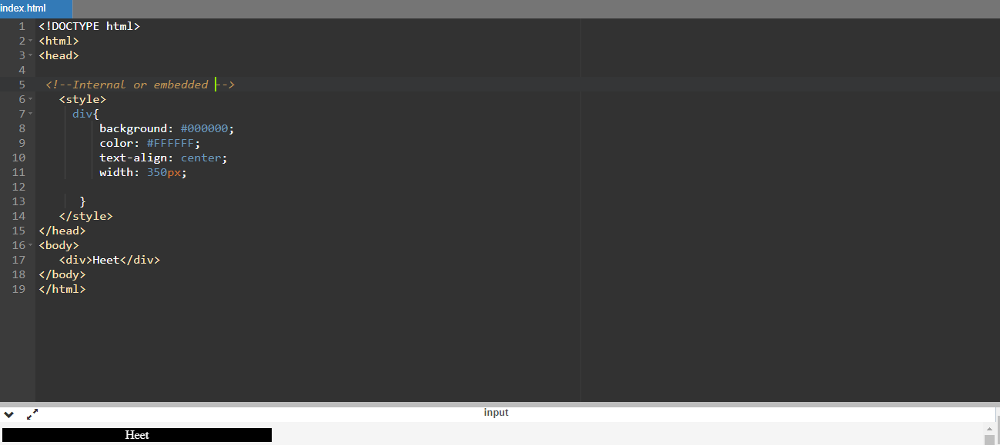 index.html
1 <!DOCTYPE html>
2 <html>
3 <head>
4
5 <!--Internal or embedded -->
6 <style>
7 div{
8 background: #000000;
9 color: #FFFFFF;
10 text-align: center;
11 width: 350px;
12
13 }
14 </style>
15 </head>
16 <body>
17 <div>Heet</div>
18 </body>
19 </html>
input
Heet